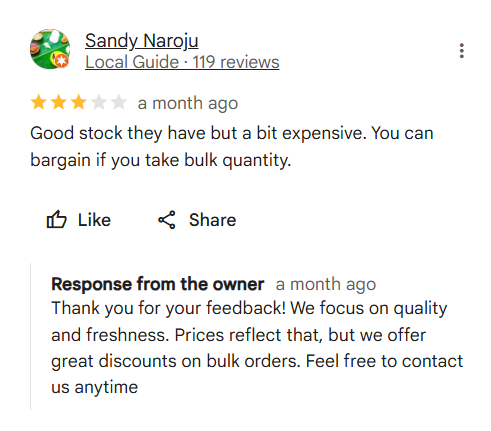 Sandy Naroju
Local Guide · 119 reviews
a month ago
Good stock they have but a bit expensive. You can
bargain if you take bulk quantity.
Like
Share
Response from the owner a month ago
Thank you for your feedback! We focus on quality
and freshness. Prices reflect that, but we offer
great discounts on bulk orders. Feel free to contact
us anytime